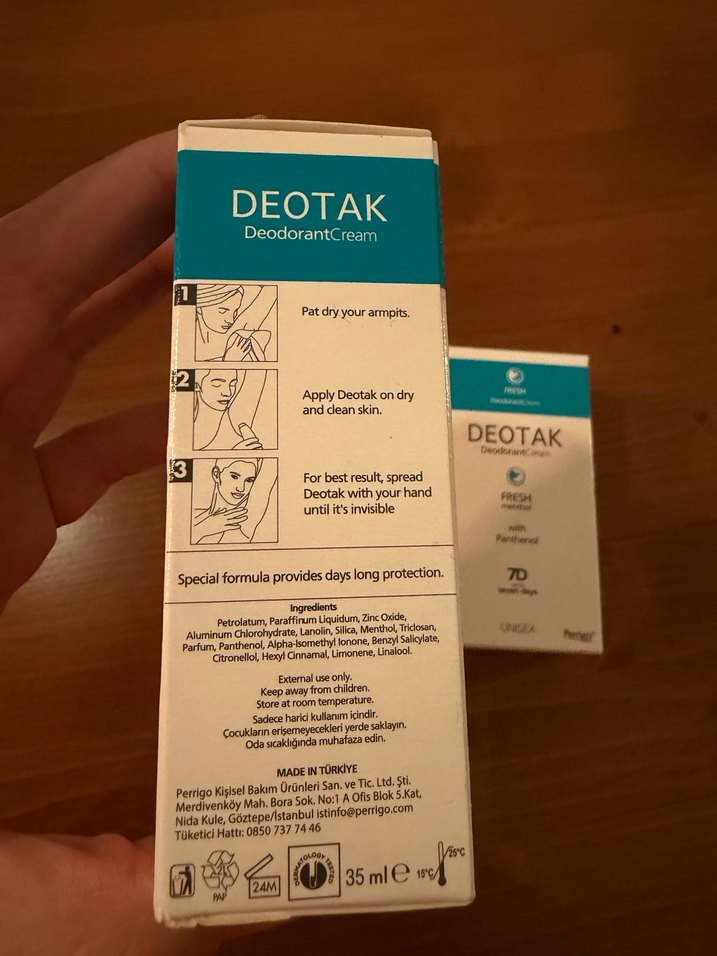 DEOTAK
DeodorantCream
1
Pat dry your armpits.
2
Apply Deotak on dry
and clean skin.
3
For best result, spread
Deotak with your hand
until it's invisible
Special formula provides days long protection.
Ingredients
Petrolatum, Paraffinum Liquidum, Zinc Oxide,
Aluminum Chlorohydrate, Lanolin, Silica, Menthol, Triclosan,
Parfum, Panthenol, Alpha-Isomethyl Ionone, Benzyl Salicylate,
Citronellol, Hexyl Cinnamal, Limonene, Linalool.
External use only.
Keep away from children.
Store at room temperature.
Sadece harici kullanım içindir.
Çocukların erişemeyecekleri yerde saklayın.
Oda sıcaklığında muhafaza edin.
MADE IN TÜRKİYE
Perrigo Kişisel Bakım Ürünleri San. ve Tic. Ltd. Şti.
Merdivenköy Mah. Bora Sok. No:1 A Ofis Blok 5.Kat,
Nida Kule, Göztepe/İstanbul istinfo@perrigo.com
Tüketici Hattı: 0850 737 74 46
21
PAP
24M
DERMATOLOGY TESTED
35 ml e
15°C
25°C
FRESH
DeodorantCream
DEOTAK
DeodorantCream
FRESH
menthol
with
Panthenol
7D
seven days
UNISEX
Perrigo